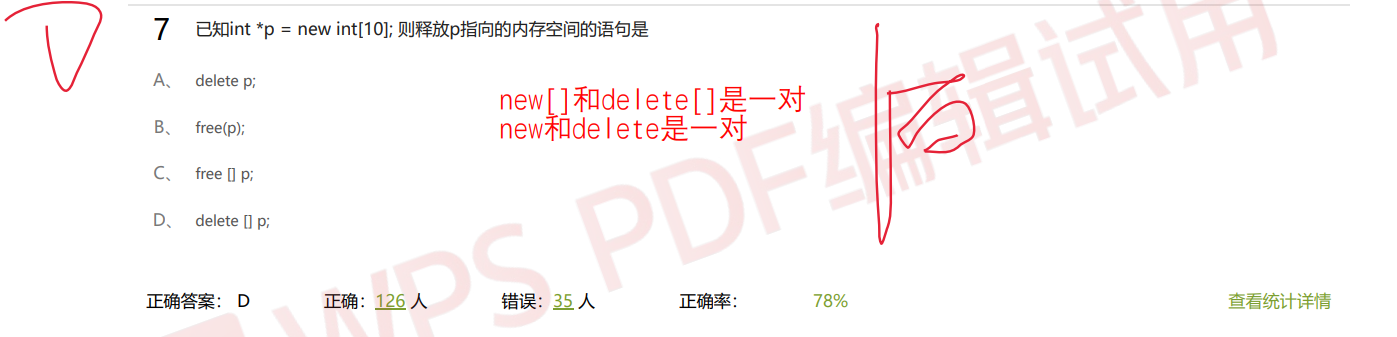 7 已知int *p = new int[10]; 则释放p指向的内存空间的语句是
A、 delete p;
new[]和delete[]是一对
B、 free(p);
new和delete是一对
C、 free [] p;
D、 delete [] p;
正确答案： D 正确：126 人 错误：35 人 正确率： 78% 查看统计详情
WPS PDF编辑试用
D